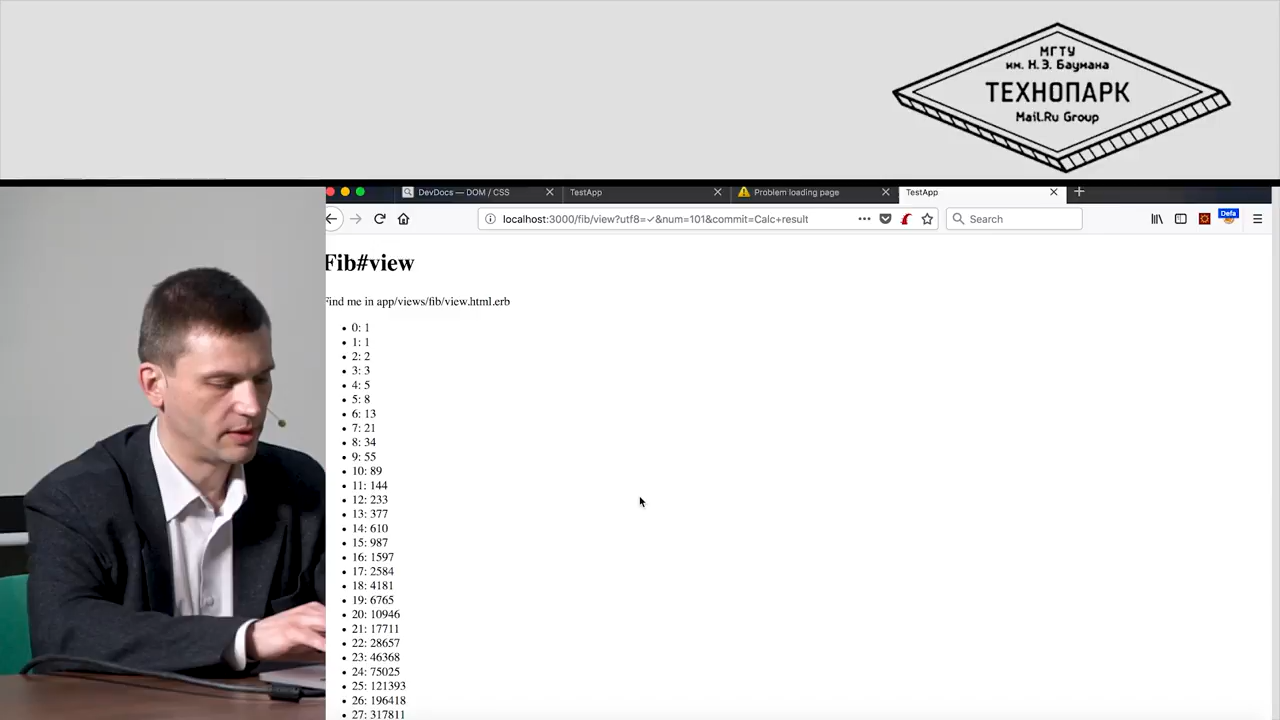 МГТУ
им. Н.Э. Баумана
ТЕХНОПАРК
Mail.Ru Group
DevDocs — DOM / CSS
TestApp
Problem loading page
TestApp
localhost:3000/fib/view?utf8=✓&num=101&commit=Calc+result
Search
Defa
Fib#view
Find me in app/views/fib/view.html.erb
0: 1
1: 1
2: 2
3: 3
4: 5
5: 8
6: 13
7: 21
8: 34
9: 55
10: 89
11: 144
12: 233
13: 377
14: 610
15: 987
16: 1597
17: 2584
18: 4181
19: 6765
20: 10946
21: 17711
22: 28657
23: 46368
24: 75025
25: 121393
26: 196418
27: 317811